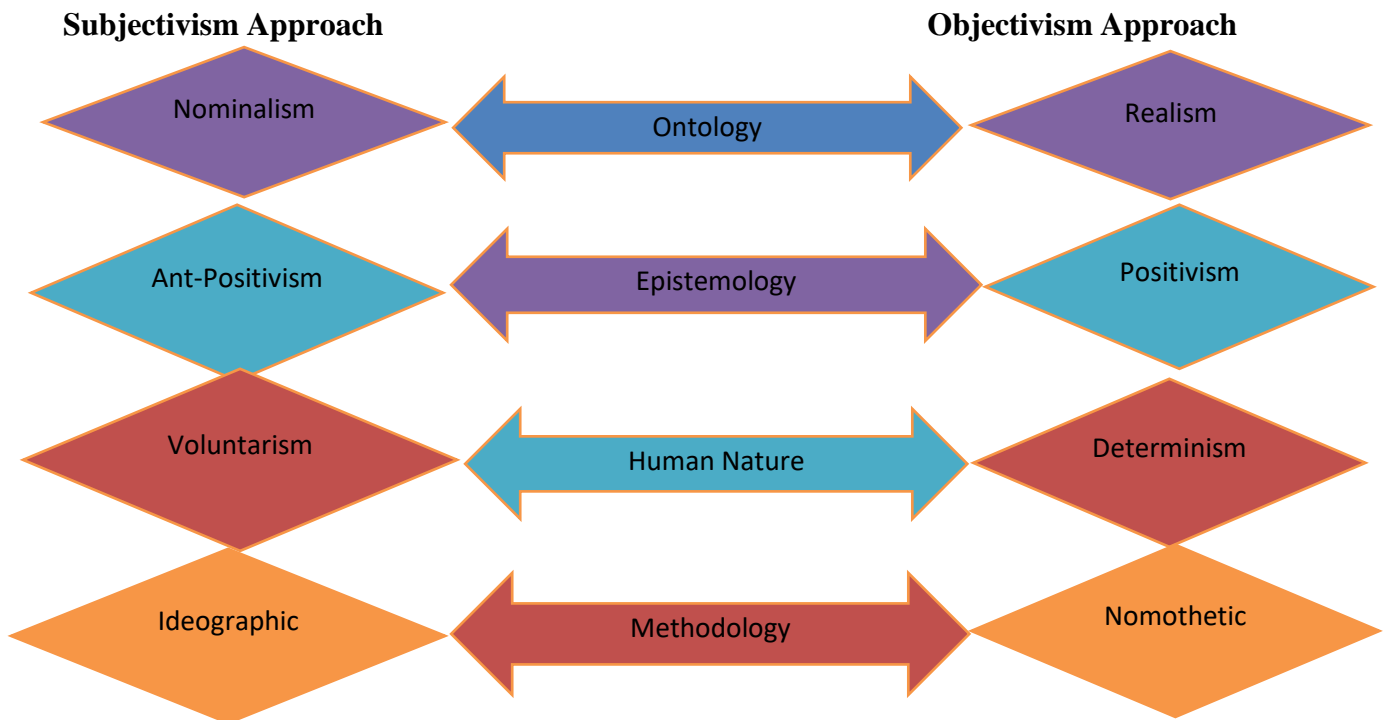 Subjectivism Approach
Objectivism Approach
Nominalism
Ontology
Realism
Ant-Positivism
Epistemology
Positivism
Voluntarism
Human Nature
Determinism
Ideographic
Methodology
Nomothetic